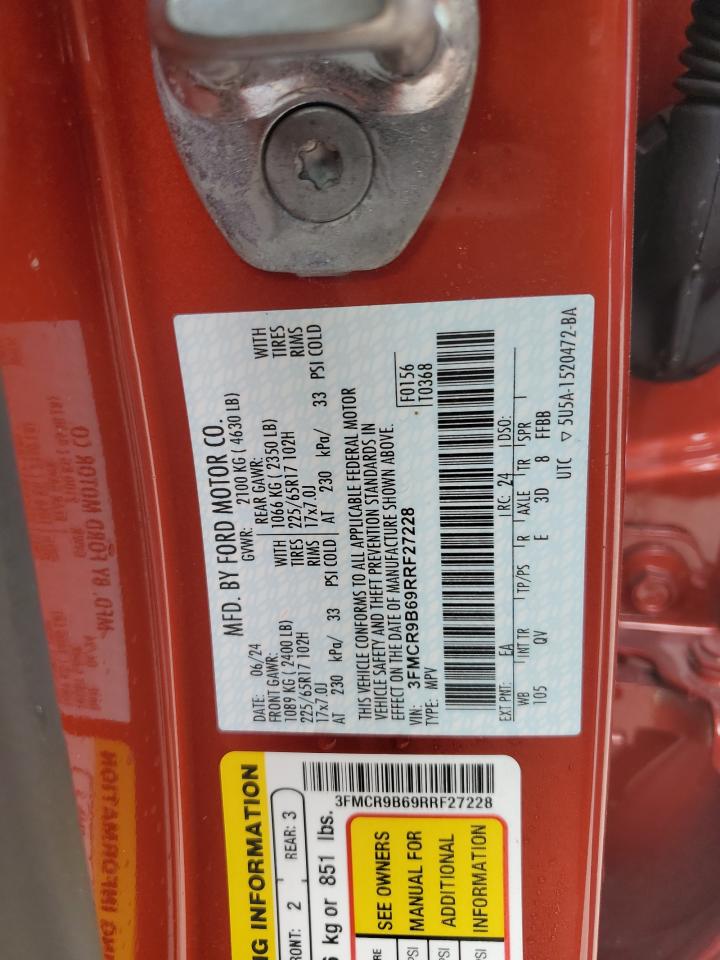 MFD. BY FORD MOTOR CO.
DATE: 06/24 GVWR: 2100 KG ( 4630 LB)
FRONT GAWR: REAR GAWR: WITH
1089 KG ( 2400 LB) WITH 1066 KG ( 2350 LB) TIRES
225/65R17 102H TIRES 225/65R17 102H RIMS
17x7.0J RIMS 17x7.0J
AT 230 kPa/ 33 PSI COLD AT 230 kPa/ 33 PSI COLD
THIS VEHICLE CONFORMS TO ALL APPLICABLE FEDERAL MOTOR
VEHICLE SAFETY AND THEFT PREVENTION STANDARDS IN
EFFECT ON THE DATE OF MANUFACTURE SHOWN ABOVE.
F0156
T0368
VIN: 3FMCR9B69RRF27228
TYPE: MPV
EXT PNT: EA RC: 24 DSO:
WB INT TR TP/PS R AXLE TR SPR
105 QV E 3D 8 FFBB
UTC ▽ 5U5A-1520472-BA
NG INFORMATION
FRONT: 2 REAR: 3
kg or 851 lbs.
3FMCR9B69RRF27228
SEE OWNERS
MANUAL FOR
ADDITIONAL
INFORMATION
PSI
PSI
PSI